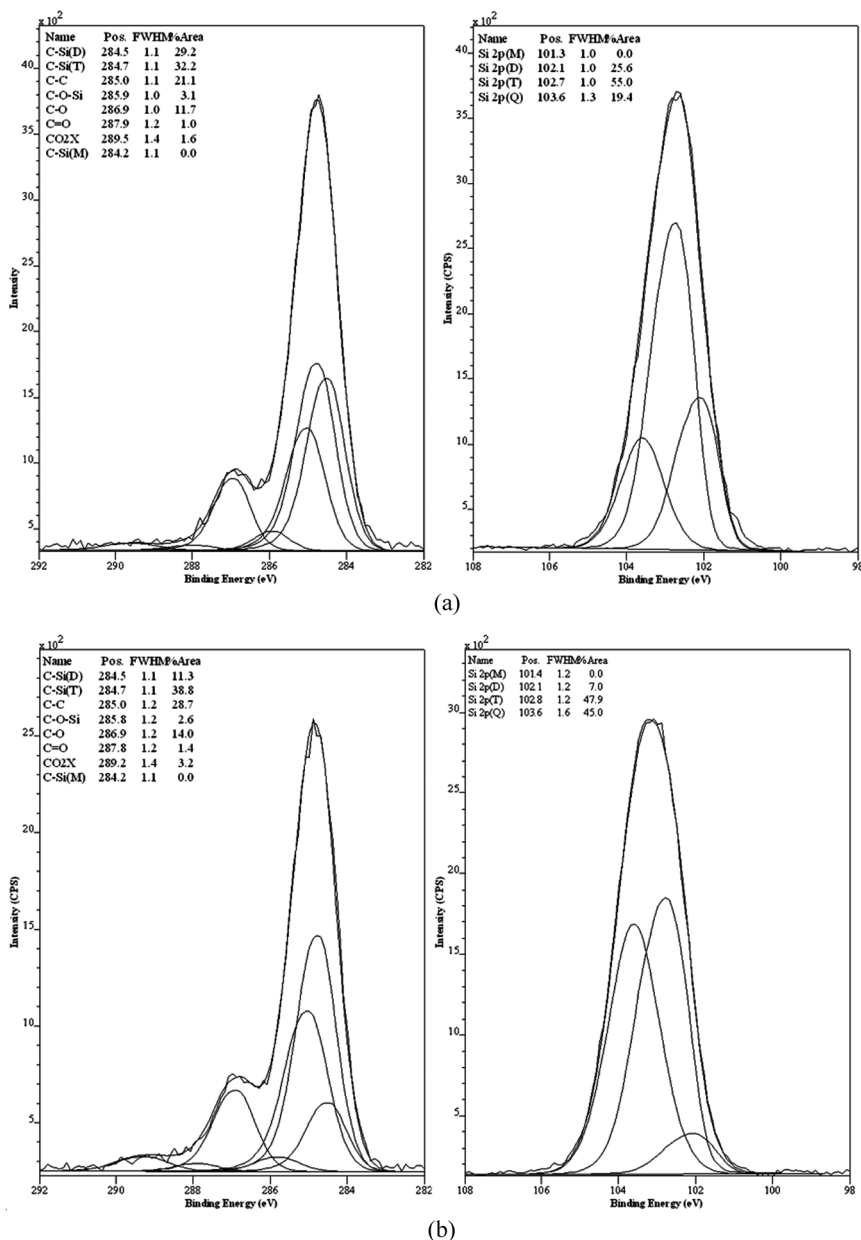 x 10²
Name Pos. FWHM%Area
C-Si(D) 284.5 1.1 29.2
C-Si(T) 284.7 1.1 32.2
C-C 285.0 1.1 21.1
C-O-Si 285.9 1.0 3.1
C-O 286.9 1.0 11.7
C=O 287.9 1.2 1.0
CO2X 289.5 1.4 1.6
C-Si(M) 284.2 1.1 0.0
40
35
30
25
20
15
10
5
Intensity
292 290 288 286 284 282
Binding Energy (eV)
x 10²
Name Pos. FWHM%Area
Si 2p(M) 101.3 1.0 0.0
Si 2p(D) 102.1 1.0 25.6
Si 2p(T) 102.7 1.0 55.0
Si 2p(Q) 103.6 1.3 19.4
40
35
30
25
20
15
10
5
Intensity (CPS)
108 106 104 102 100 98
Binding Energy (eV)
(a)
x 10²
Name Pos. FWHM%Area
C-Si(D) 284.5 1.1 11.3
C-Si(T) 284.7 1.1 38.8
C-C 285.0 1.2 28.7
C-O-Si 285.8 1.2 2.6
C-O 286.9 1.2 14.0
C=O 287.8 1.2 1.4
CO2X 289.2 1.4 3.2
C-Si(M) 284.2 1.1 0.0
25
20
15
10
5
Intensity (CPS)
292 290 288 286 284 282
Binding Energy (eV)
x 10²
Name Pos. FWHM%Area
Si 2p(M) 101.4 1.2 0.0
Si 2p(D) 102.1 1.2 7.0
Si 2p(T) 102.8 1.2 47.9
Si 2p(Q) 103.6 1.6 45.0
30
25
20
15
10
5
Intensity (CPS)
108 106 104 102 100 98
Binding Energy (eV)
(b)